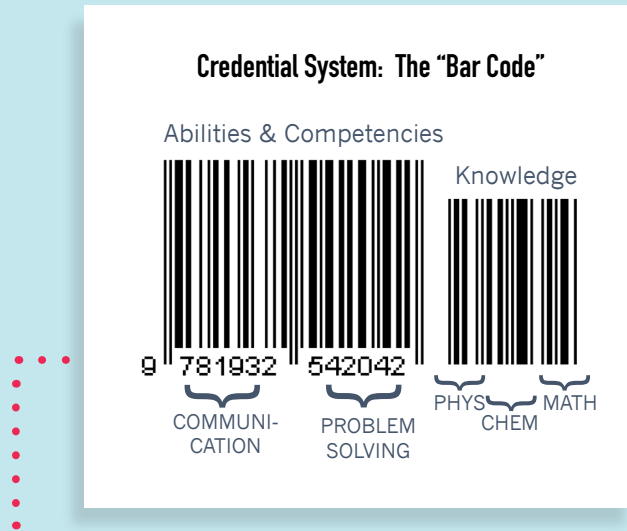 Credential System: The “Bar Code”
Abilities & Competencies
Knowledge
9 781932 542042
PHYS CHEM MATH
COMMUNI-
CATION
PROBLEM
SOLVING